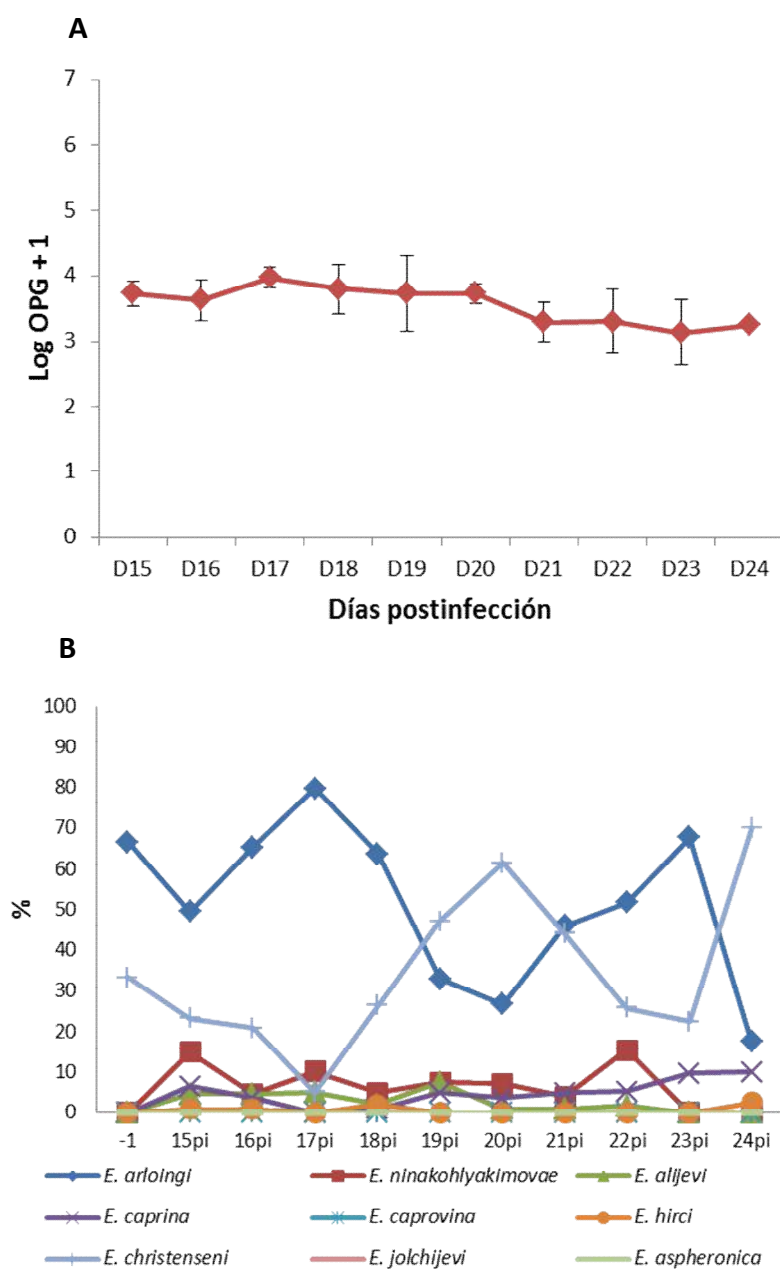 A
7
6
5
4
3
2
1
0
Log OPG + 1
D15 D16 D17 D18 D19 D20 D21 D22 D23 D24
Días postinfección
B
100
90
80
70
60
50
40
30
20
10
0
%
-1 15pi 16pi 17pi 18pi 19pi 20pi 21pi 22pi 23pi 24pi
E. arloingi E. ninakohlyakimovae E. alijevi
E. caprina E. caprovina E. hirci
E. christenseni E. jolchijevi E. aspheronica